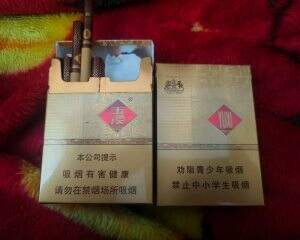 本公司提示
吸烟有害健康
请勿在禁烟场所吸烟
劝阻青少年吸烟
禁止中小学生吸烟